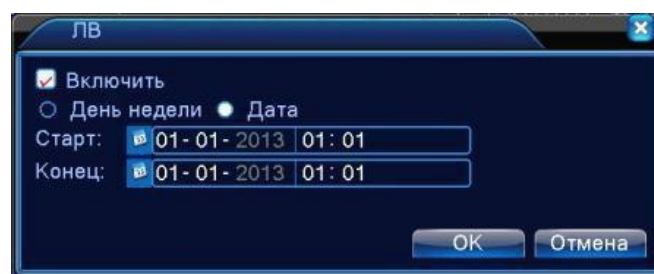 ЛВ
Включить
День недели Дата
Старт: 01-01-2013 01:01
Конец: 01-01-2013 01:01
OK Отмена